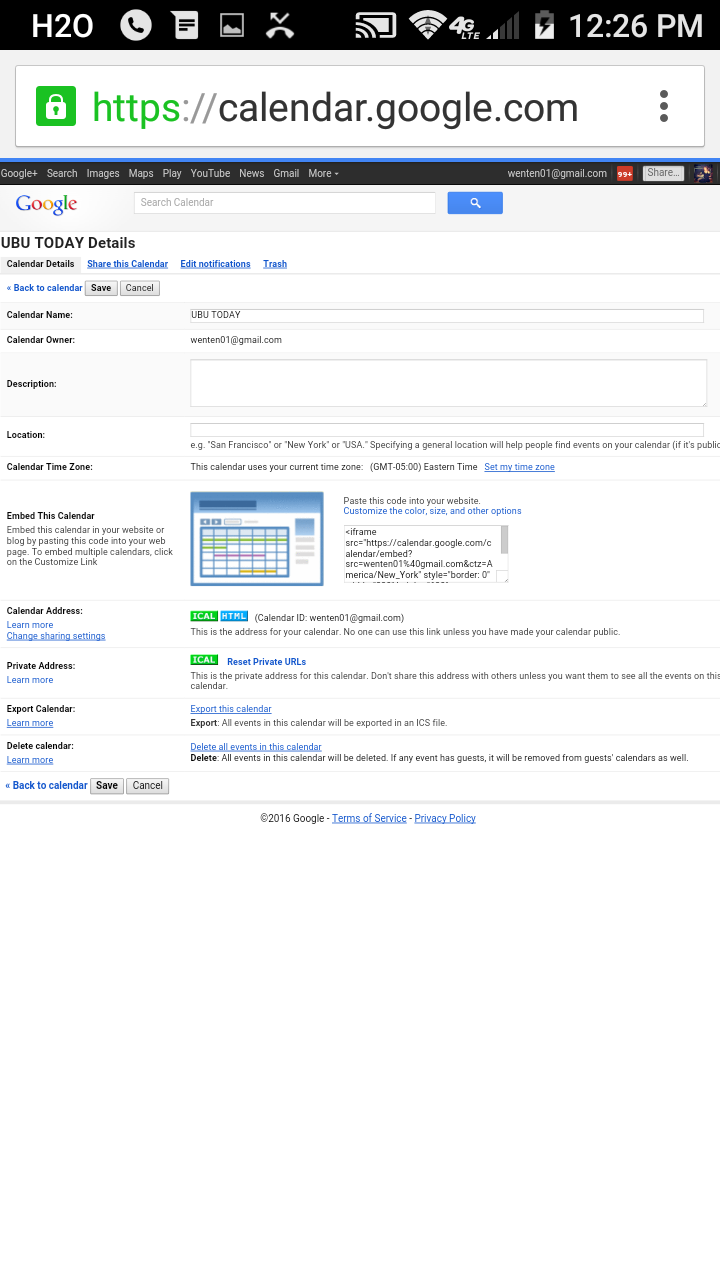 H2O 4G LTE 12:26 PM
https://calendar.google.com
Google+ Search Images Maps Play YouTube News Gmail More wenten01@gmail.com 99+ Share...
Google Search Calendar
UBU TODAY Details
Calendar Details Share this Calendar Edit notifications Trash
« Back to calendar Save Cancel
Calendar Name: UBU TODAY
Calendar Owner: wenten01@gmail.com
Description:
Location:
e.g. "San Francisco" or "New York" or "USA." Specifying a general location will help people find events on your calendar (if it's public
Calendar Time Zone: This calendar uses your current time zone: (GMT-05:00) Eastern Time Set my time zone
Embed This Calendar
Embed this calendar in your website or
blog by pasting this code into your web
page. To embed multiple calendars, click
on the Customize Link
Paste this code into your website.
Customize the color, size, and other options
<iframe
src="https://calendar.google.com/c
alendar/embed?
src=wenten01%40gmail.com&ctz=A
merica/New_York" style="border: 0"
Calendar Address:
Learn more
Change sharing settings
ICAL HTML (Calendar ID: wenten01@gmail.com)
This is the address for your calendar. No one can use this link unless you have made your calendar public.
Private Address:
Learn more
ICAL Reset Private URLs
This is the private address for this calendar. Don't share this address with others unless you want them to see all the events on this
calendar.
Export Calendar:
Learn more
Export this calendar
Export: All events in this calendar will be exported in an ICS file.
Delete calendar:
Learn more
Delete all events in this calendar
Delete: All events in this calendar will be deleted. If any event has guests, it will be removed from guests' calendars as well.
« Back to calendar Save Cancel
©2016 Google - Terms of Service - Privacy Policy